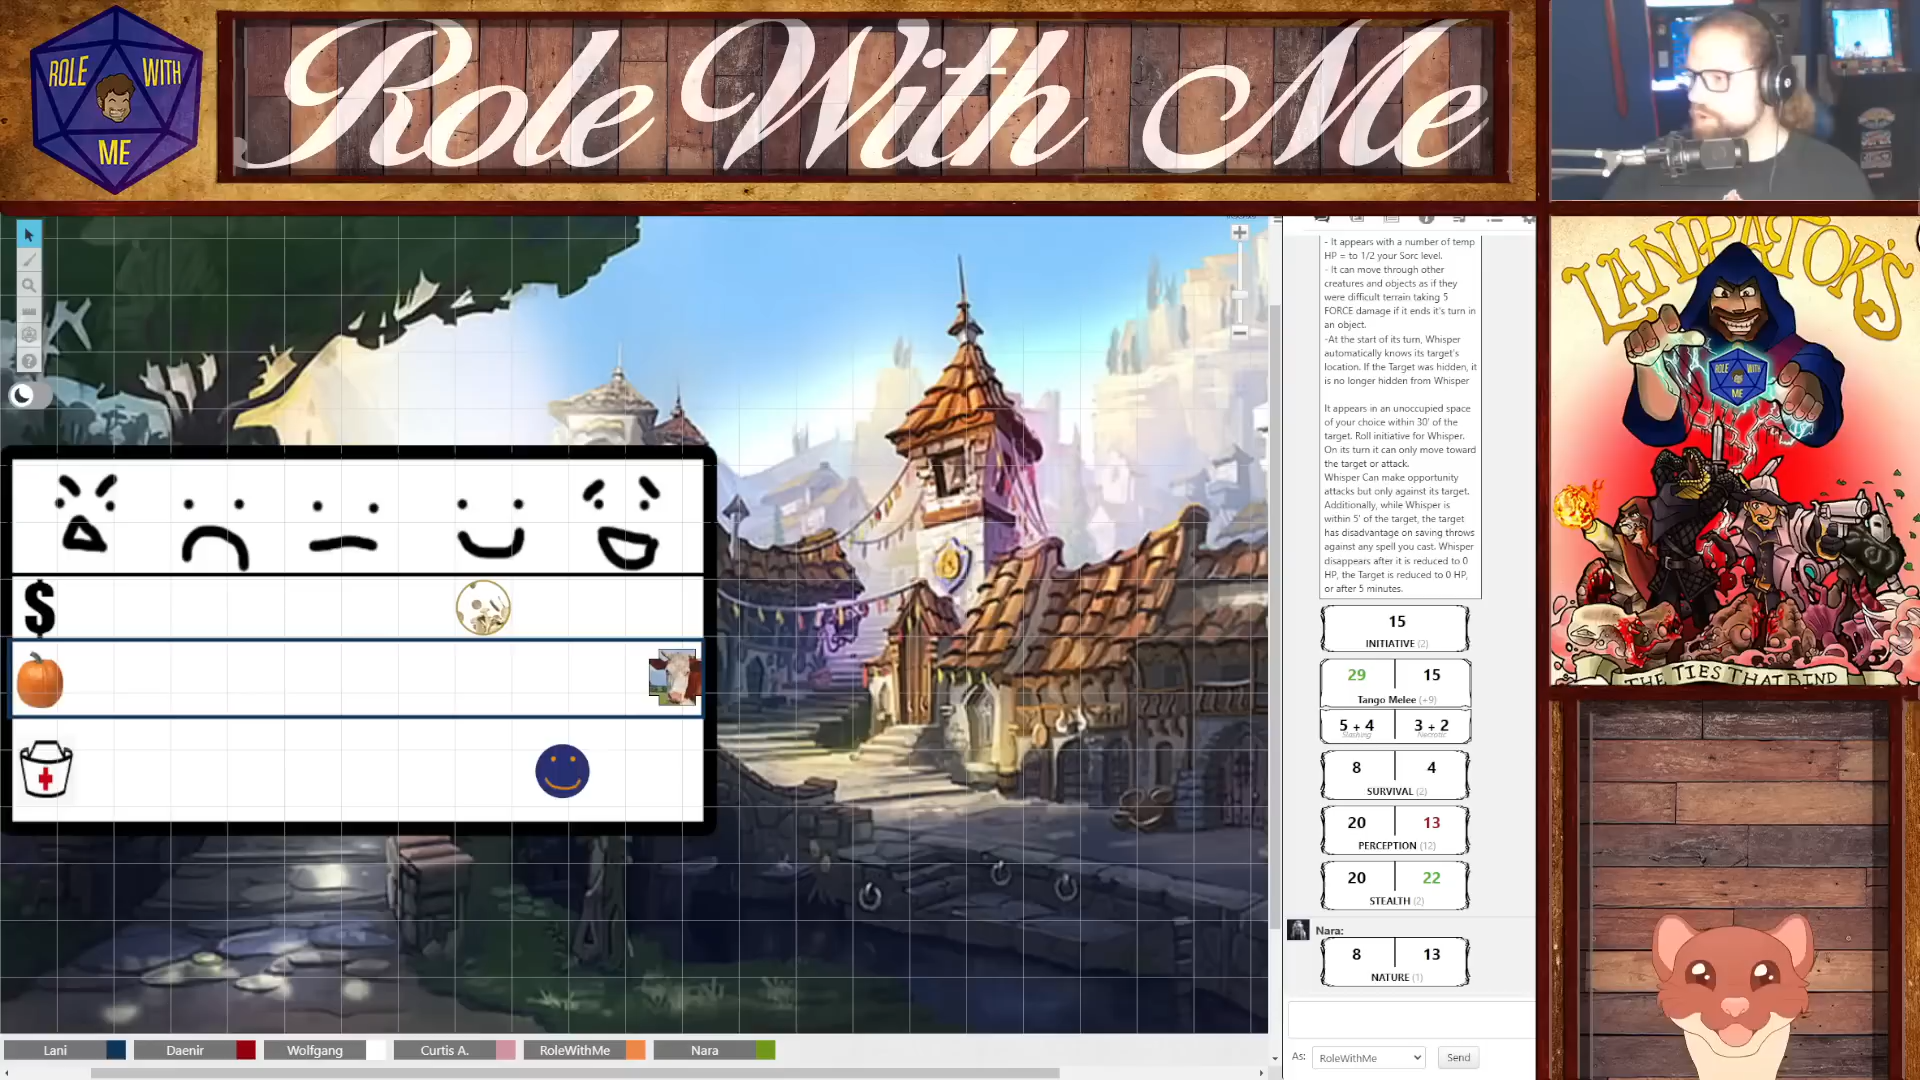 ROLE WITH
ME
Role With Me
LANIPATOR'S
ROLE WITH
ME
THE TIES THAT BIND
- It appears with a number of temp
HP = to 1/2 your Sorc level.
- It can move through other
creatures and objects as if they
were difficult terrain taking 5
FORCE damage if it ends it's turn in
an object.
-At the start of its turn, Whisper
automatically knows its target's
location. If the Target was hidden, it
is no longer hidden from Whisper
It appears in an unoccupied space
of your choice within 30' of the
target. Roll initiative for Whisper.
On its turn it can only move toward
the target or attack.
Whisper Can make opportunity
attacks but only against its target.
Additionally, while Whisper is
within 5' of the target, the target
has disadvantage on saving throws
against any spell you cast. Whisper
disappears after it is reduced to 0
HP, the Target is reduced to 0 HP,
or after 5 minutes.
15
INITIATIVE (2)
29 15
Tango Melee (+9)
5 + 4 3 + 2
Slashing Necrotic
8 4
SURVIVAL (2)
20 13
PERCEPTION (12)
20 22
STEALTH (2)
Nara:
8 13
NATURE (1)
As: RoleWithMe Send
$
Lani Daenir Wolfgang Curtis A. RoleWithMe Nara